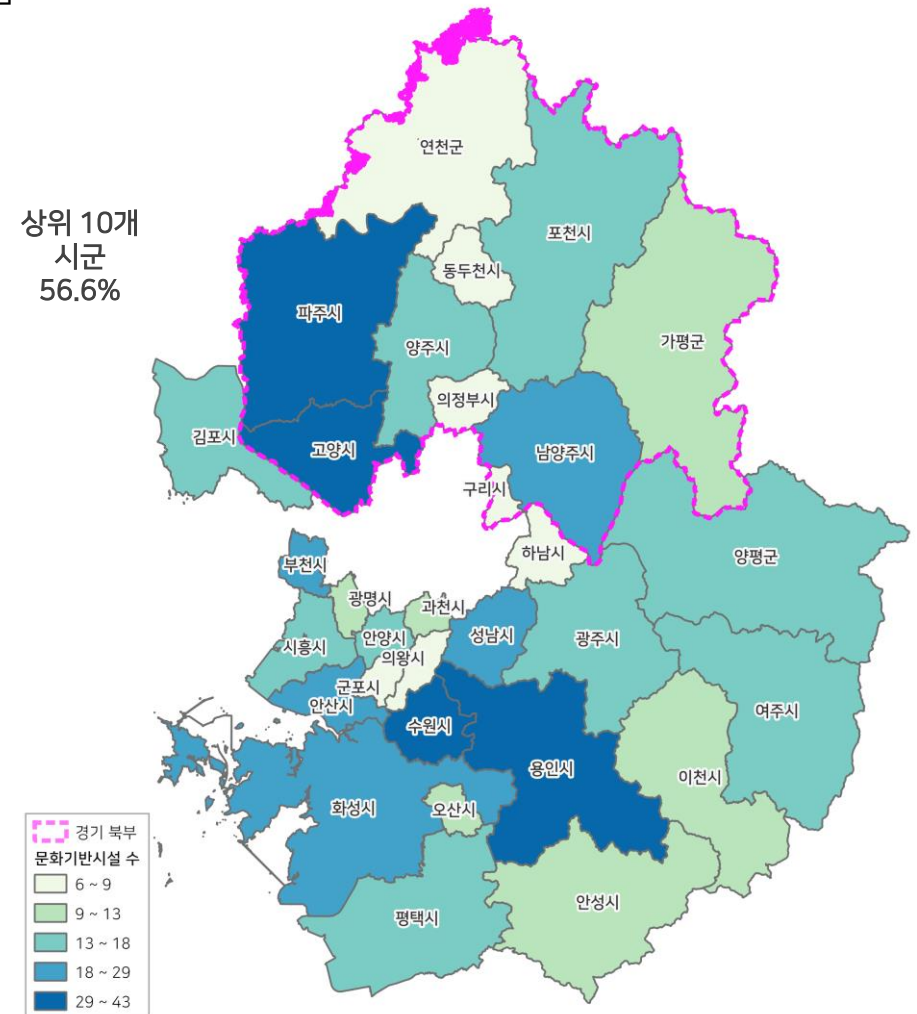 상위 10개
시군
56.6%
연천군
포천시
동두천시
파주시
양주시
가평군
의정부시
김포시
고양시
남양주시
구리시
하남시
양평군
부천시
광명시
과천시
시흥시
안양시
성남시
광주시
의왕시
군포시
안산시
수원시
여주시
용인시
이천시
화성시
오산시
안성시
평택시
경기 북부
문화기반시설 수
6 ~ 9
9 ~ 13
13 ~ 18
18 ~ 29
29 ~ 43